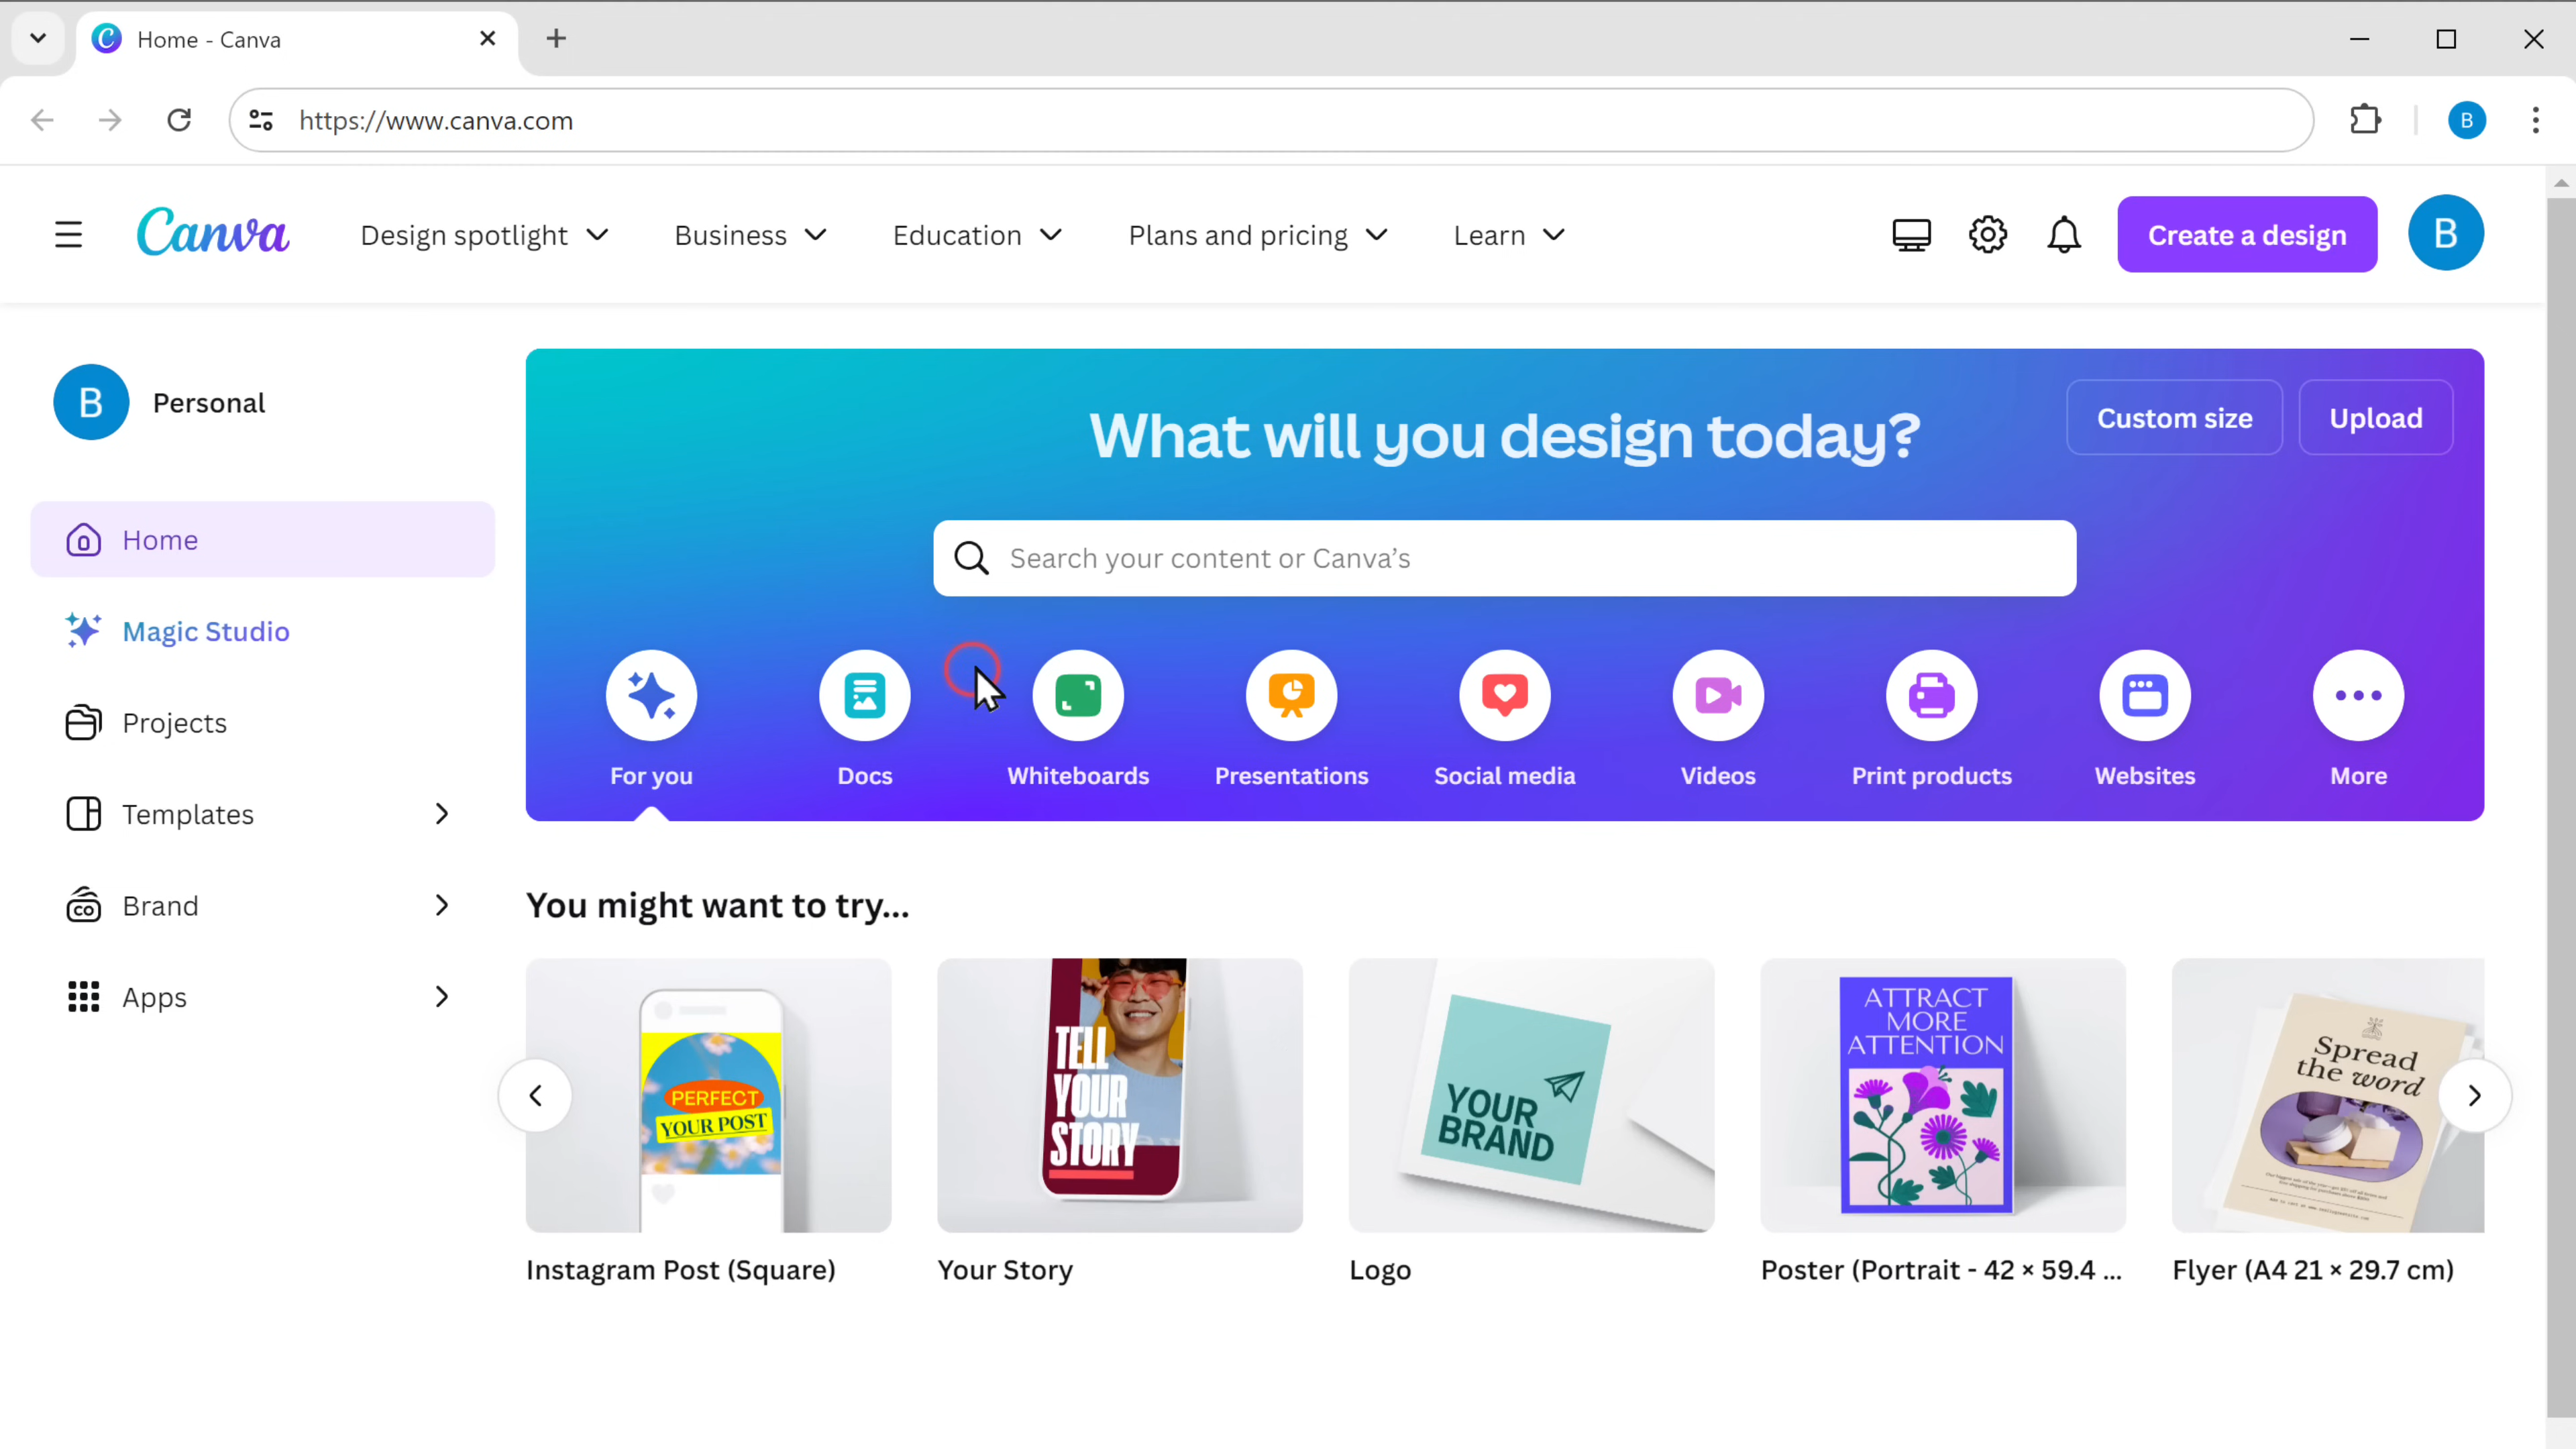 Home - Canva
https://www.canva.com
B
Canva
Design spotlight
Business
Education
Plans and pricing
Learn
Create a design
B
B
Personal
Home
Magic Studio
Projects
Templates
Brand
Apps
What will you design today?
Custom size
Upload
Search your content or Canva’s
For you
Docs
Whiteboards
Presentations
Social media
Videos
Print products
Websites
More
You might want to try...
PERFECT
YOUR POST
Instagram Post (Square)
TELL
YOUR
STORY
Your Story
YOUR
BRAND
Logo
ATTRACT
MORE
ATTENTION
Poster (Portrait - 42 × 59.4 ...
Spread
the word
Flyer (A4 21 × 29.7 cm)